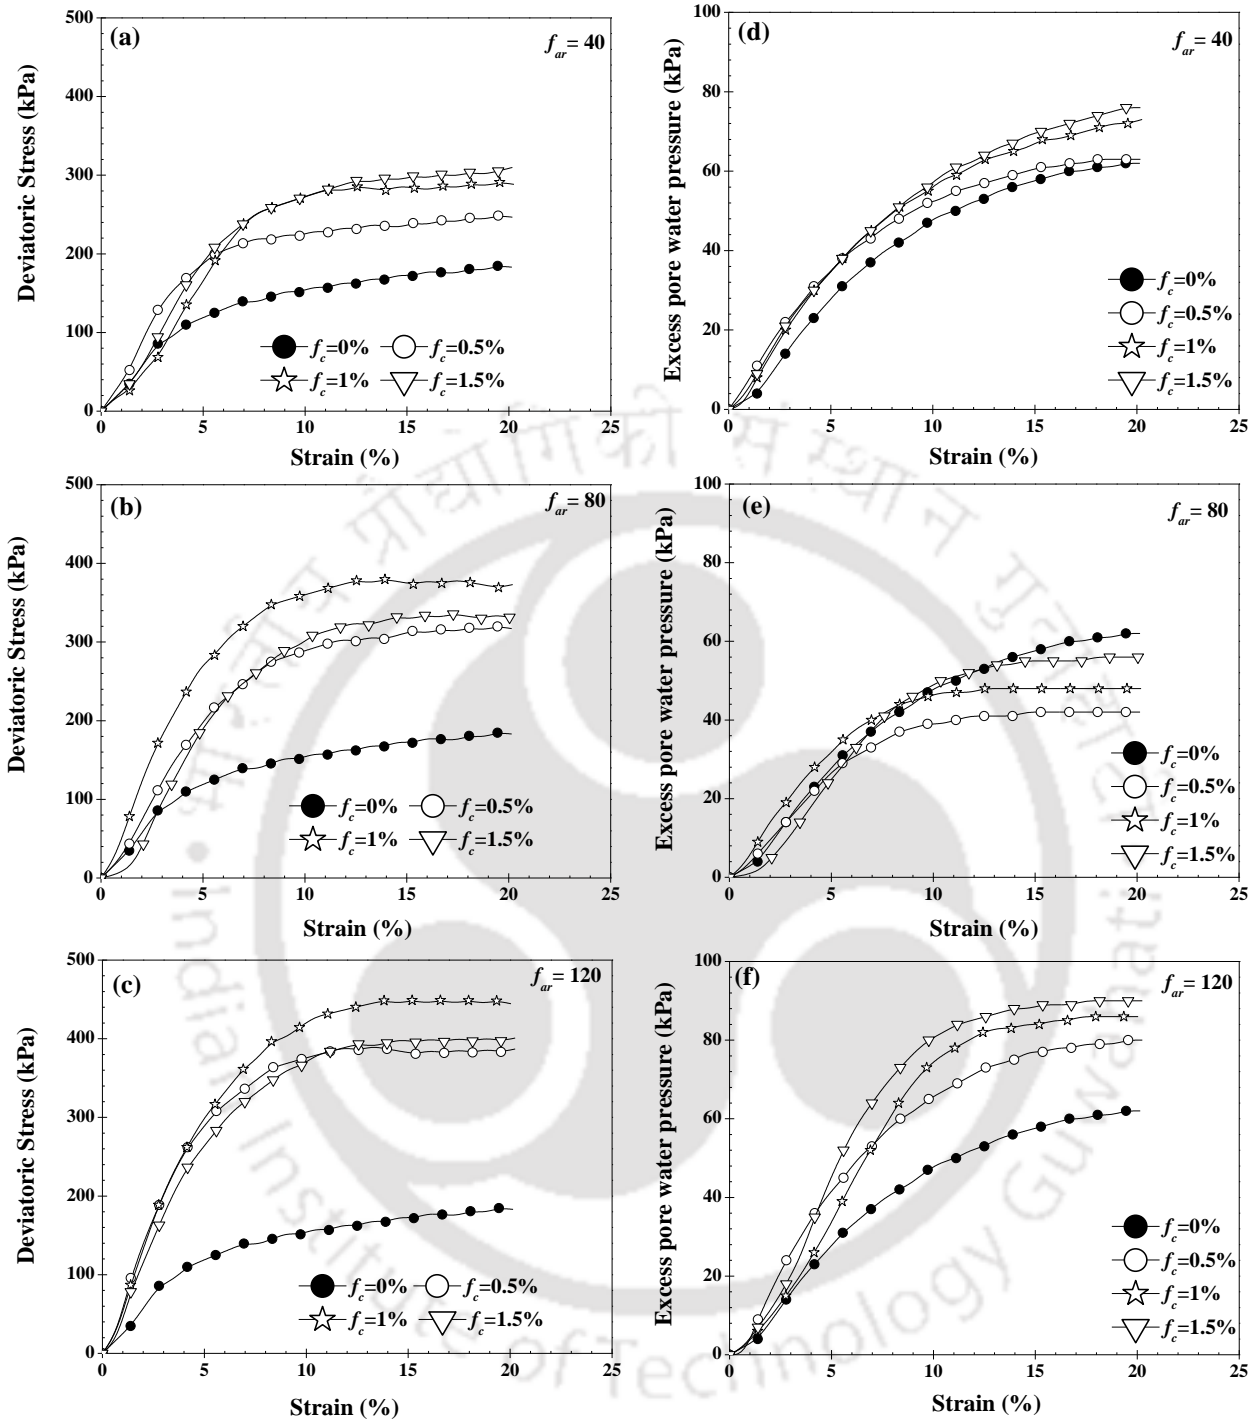 (a)
f_ar = 40
Deviatoric Stress (kPa)
500
400
300
200
100
0
f_c=0%
f_c=0.5%
f_c=1%
f_c=1.5%
0 5 10 15 20 25
Strain (%)
(d)
f_ar = 40
Excess pore water pressure (kPa)
100
80
60
40
20
0
f_c=0%
f_c=0.5%
f_c=1%
f_c=1.5%
0 5 10 15 20 25
Strain (%)
(b)
f_ar = 80
Deviatoric Stress (kPa)
500
400
300
200
100
0
f_c=0%
f_c=0.5%
f_c=1%
f_c=1.5%
0 5 10 15 20 25
Strain (%)
(e)
f_ar = 80
Excess pore water pressure (kPa)
100
80
60
40
20
0
f_c=0%
f_c=0.5%
f_c=1%
f_c=1.5%
0 5 10 15 20 25
Strain (%)
(c)
f_ar = 120
Deviatoric Stress (kPa)
500
400
300
200
100
0
f_c=0%
f_c=0.5%
f_c=1%
f_c=1.5%
0 5 10 15 20 25
Strain (%)
(f)
f_ar = 120
Excess pore water pressure (kPa)
100
80
60
40
20
0
f_c=0%
f_c=0.5%
f_c=1%
f_c=1.5%
0 5 10 15 20 25
Strain (%)
Indian Institute of Technology Guwahati